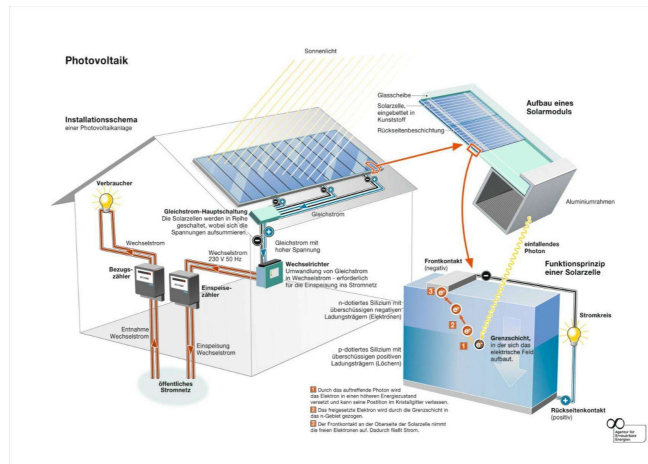 Photovoltaik
Sonnenlicht
Installationsschema
einer Photovoltaikanlage
Verbraucher
Gleichstrom-Hauptschaltung
Die Solarzellen werden in Reihe
geschaltet, wobei sich die
Spannungen aufsummieren.
Gleichstrom
Wechselstrom
Wechselstrom
230 V 50 Hz
Gleichstrom mit
hoher Spannung
Wechselrichter
Umwandlung von Gleichstrom
in Wechselstrom - erforderlich
für die Einspeisung ins Stromnetz
Bezugs-
zähler
Einspeise-
zähler
Entnahme
Wechselstrom
Einspeisung
Wechselstrom
öffentliches
Stromnetz
Glasscheibe
Solarzelle,
eingebettet in
Kunststoff
Rückseitenbeschichtung
Aufbau eines
Solarmoduls
Aluminiumrahmen
einfallendes
Photon
Funktionsprinzip
einer Solarzelle
Frontkontakt
(negativ)
n-dotiertes Silizium mit
überschüssigen negativen
Ladungsträgern (Elektronen)
p-dotiertes Silizium mit
überschüssigen positiven
Ladungsträgern (Löchern)
3
2
1
Grenzschicht,
in der sich das
elektrische Feld
aufbaut.
Stromkreis
Rückseitenkontakt
(positiv)
1 Durch das auftreffende Photon wird
das Elektron in einen höheren Energiezustand
versetzt und kann seine Postition im Kristallgitter verlassen.
2 Das freigesetzte Elektron wird durch die Grenzschicht in
das n-Gebiet gezogen.
3 Der Frontkontakt an der Oberseite der Solarzelle nimmt
die freien Elektronen auf. Dadurch fließt Strom.
Agentur für
Erneuerbare
Energien